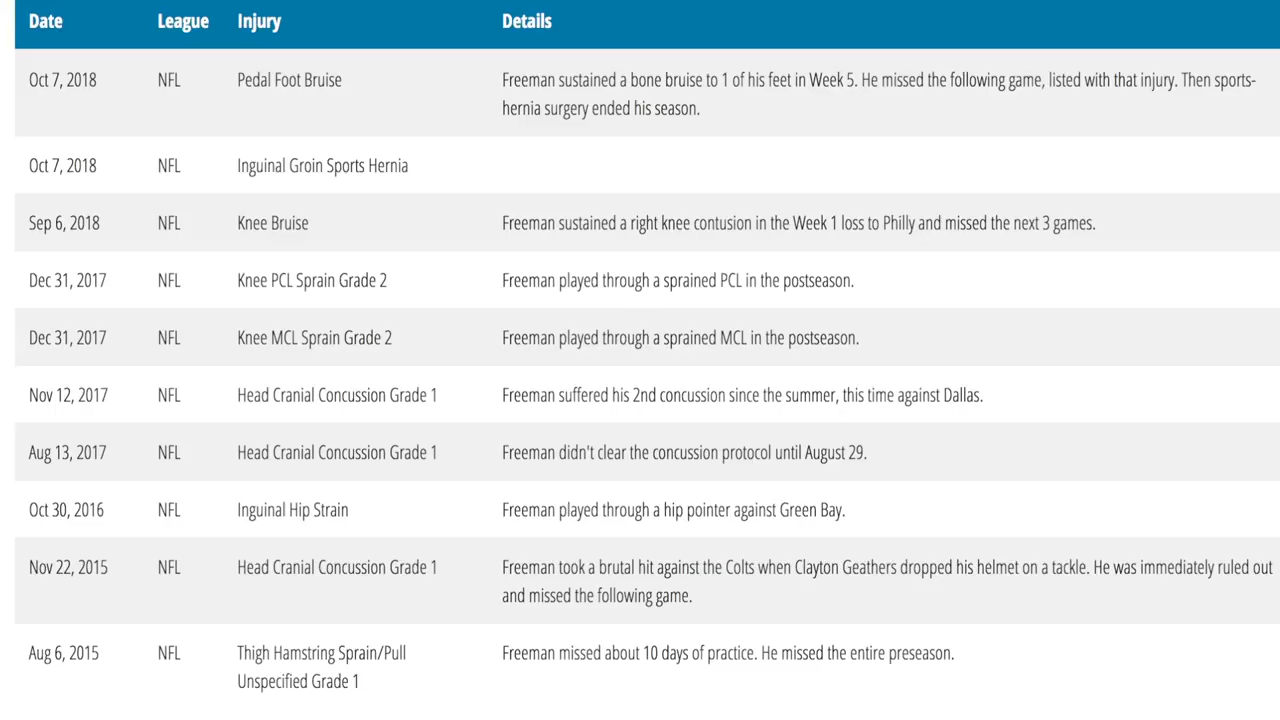 Date League Injury Details
Oct 7, 2018 NFL Pedal Foot Bruise Freeman sustained a bone bruise to 1 of his feet in Week 5. He missed the following game, listed with that injury. Then sports-
hernia surgery ended his season.
Oct 7, 2018 NFL Inguinal Groin Sports Hernia
Sep 6, 2018 NFL Knee Bruise Freeman sustained a right knee contusion in the Week 1 loss to Philly and missed the next 3 games.
Dec 31, 2017 NFL Knee PCL Sprain Grade 2 Freeman played through a sprained PCL in the postseason.
Dec 31, 2017 NFL Knee MCL Sprain Grade 2 Freeman played through a sprained MCL in the postseason.
Nov 12, 2017 NFL Head Cranial Concussion Grade 1 Freeman suffered his 2nd concussion since the summer, this time against Dallas.
Aug 13, 2017 NFL Head Cranial Concussion Grade 1 Freeman didn't clear the concussion protocol until August 29.
Oct 30, 2016 NFL Inguinal Hip Strain Freeman played through a hip pointer against Green Bay.
Nov 22, 2015 NFL Head Cranial Concussion Grade 1 Freeman took a brutal hit against the Colts when Clayton Geathers dropped his helmet on a tackle. He was immediately ruled out
and missed the following game.
Aug 6, 2015 NFL Thigh Hamstring Sprain/Pull Freeman missed about 10 days of practice. He missed the entire preseason.
Unspecified Grade 1